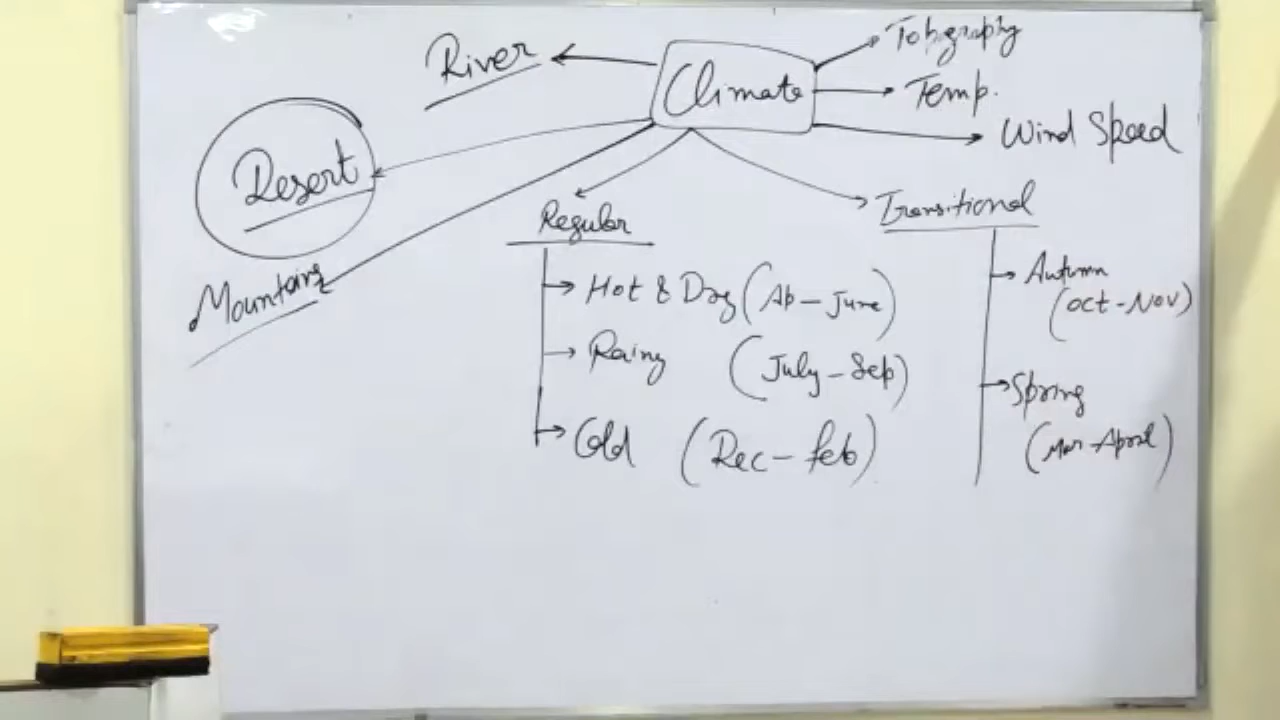 River
Climate
Topography
Temp.
Wind Speed
Desert
Mountains
Regular
Hot & Dry (Ap - June)
Rainy (July - Sep)
Cold (Dec - feb)
Transitional
Autumn
(Oct - Nov)
Spring
(Mar - April)